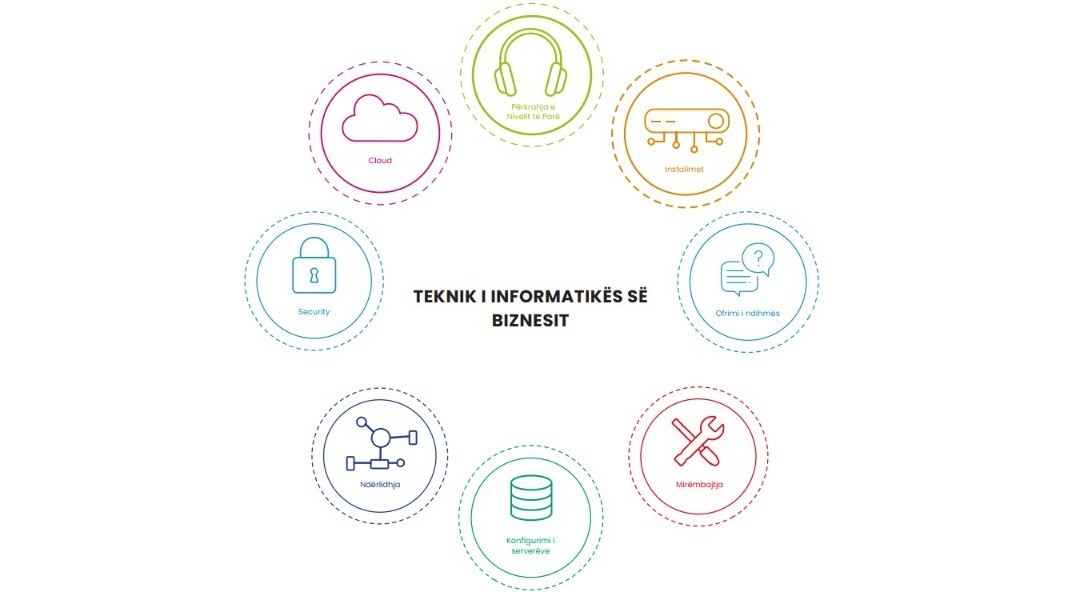 Përkrahja e
Nivelit të Parë
Cloud
Instalimet
Security
Ofrimi i ndihmës
TEKNIK I INFORMATIKËS SË
BIZNESIT
Ndërlidhja
Mirëmbajtja
Konfigurimi i
serverëve